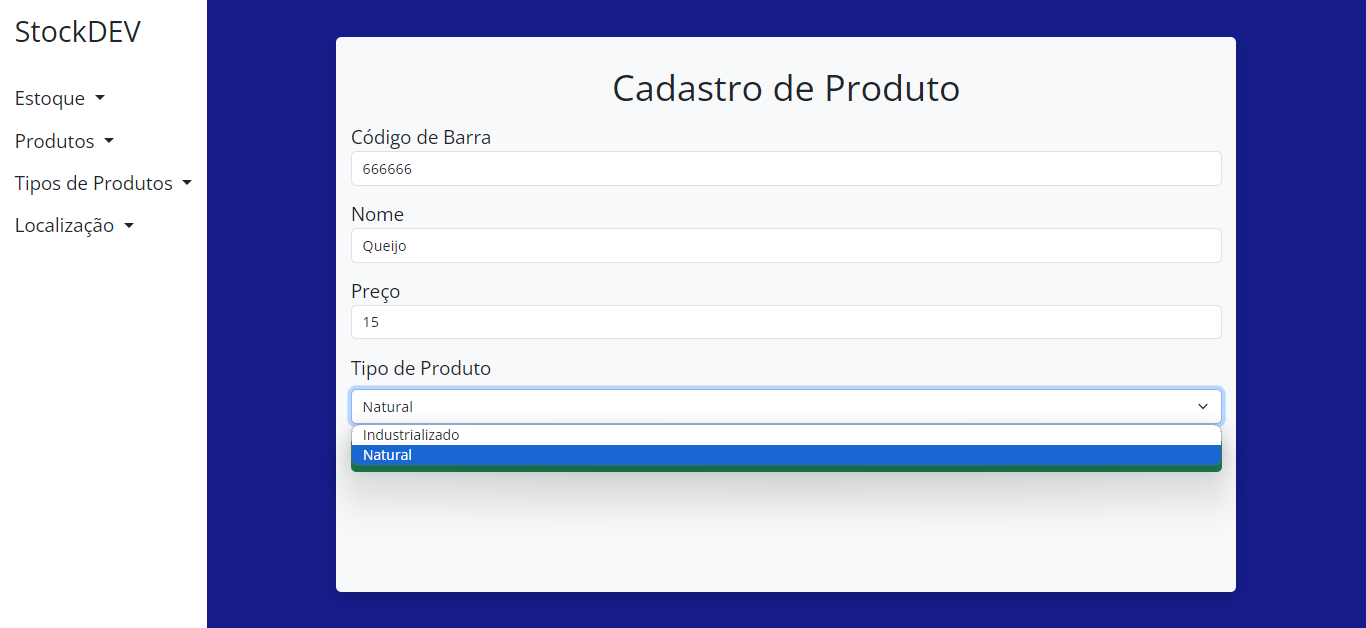 StockDEV
Estoque
Produtos
Tipos de Produtos
Localização
Cadastro de Produto
Código de Barra
666666
Nome
Queijo
Preço
15
Tipo de Produto
Natural
Industrializado
Natural